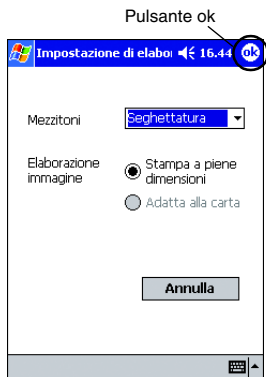 Pulsante ok
Impostazione di elabor 16.44 ok
Mezzitoni Seghettatura
Elaborazione immagine
Stampa a piene dimensioni
Adatta alla carta
Annulla